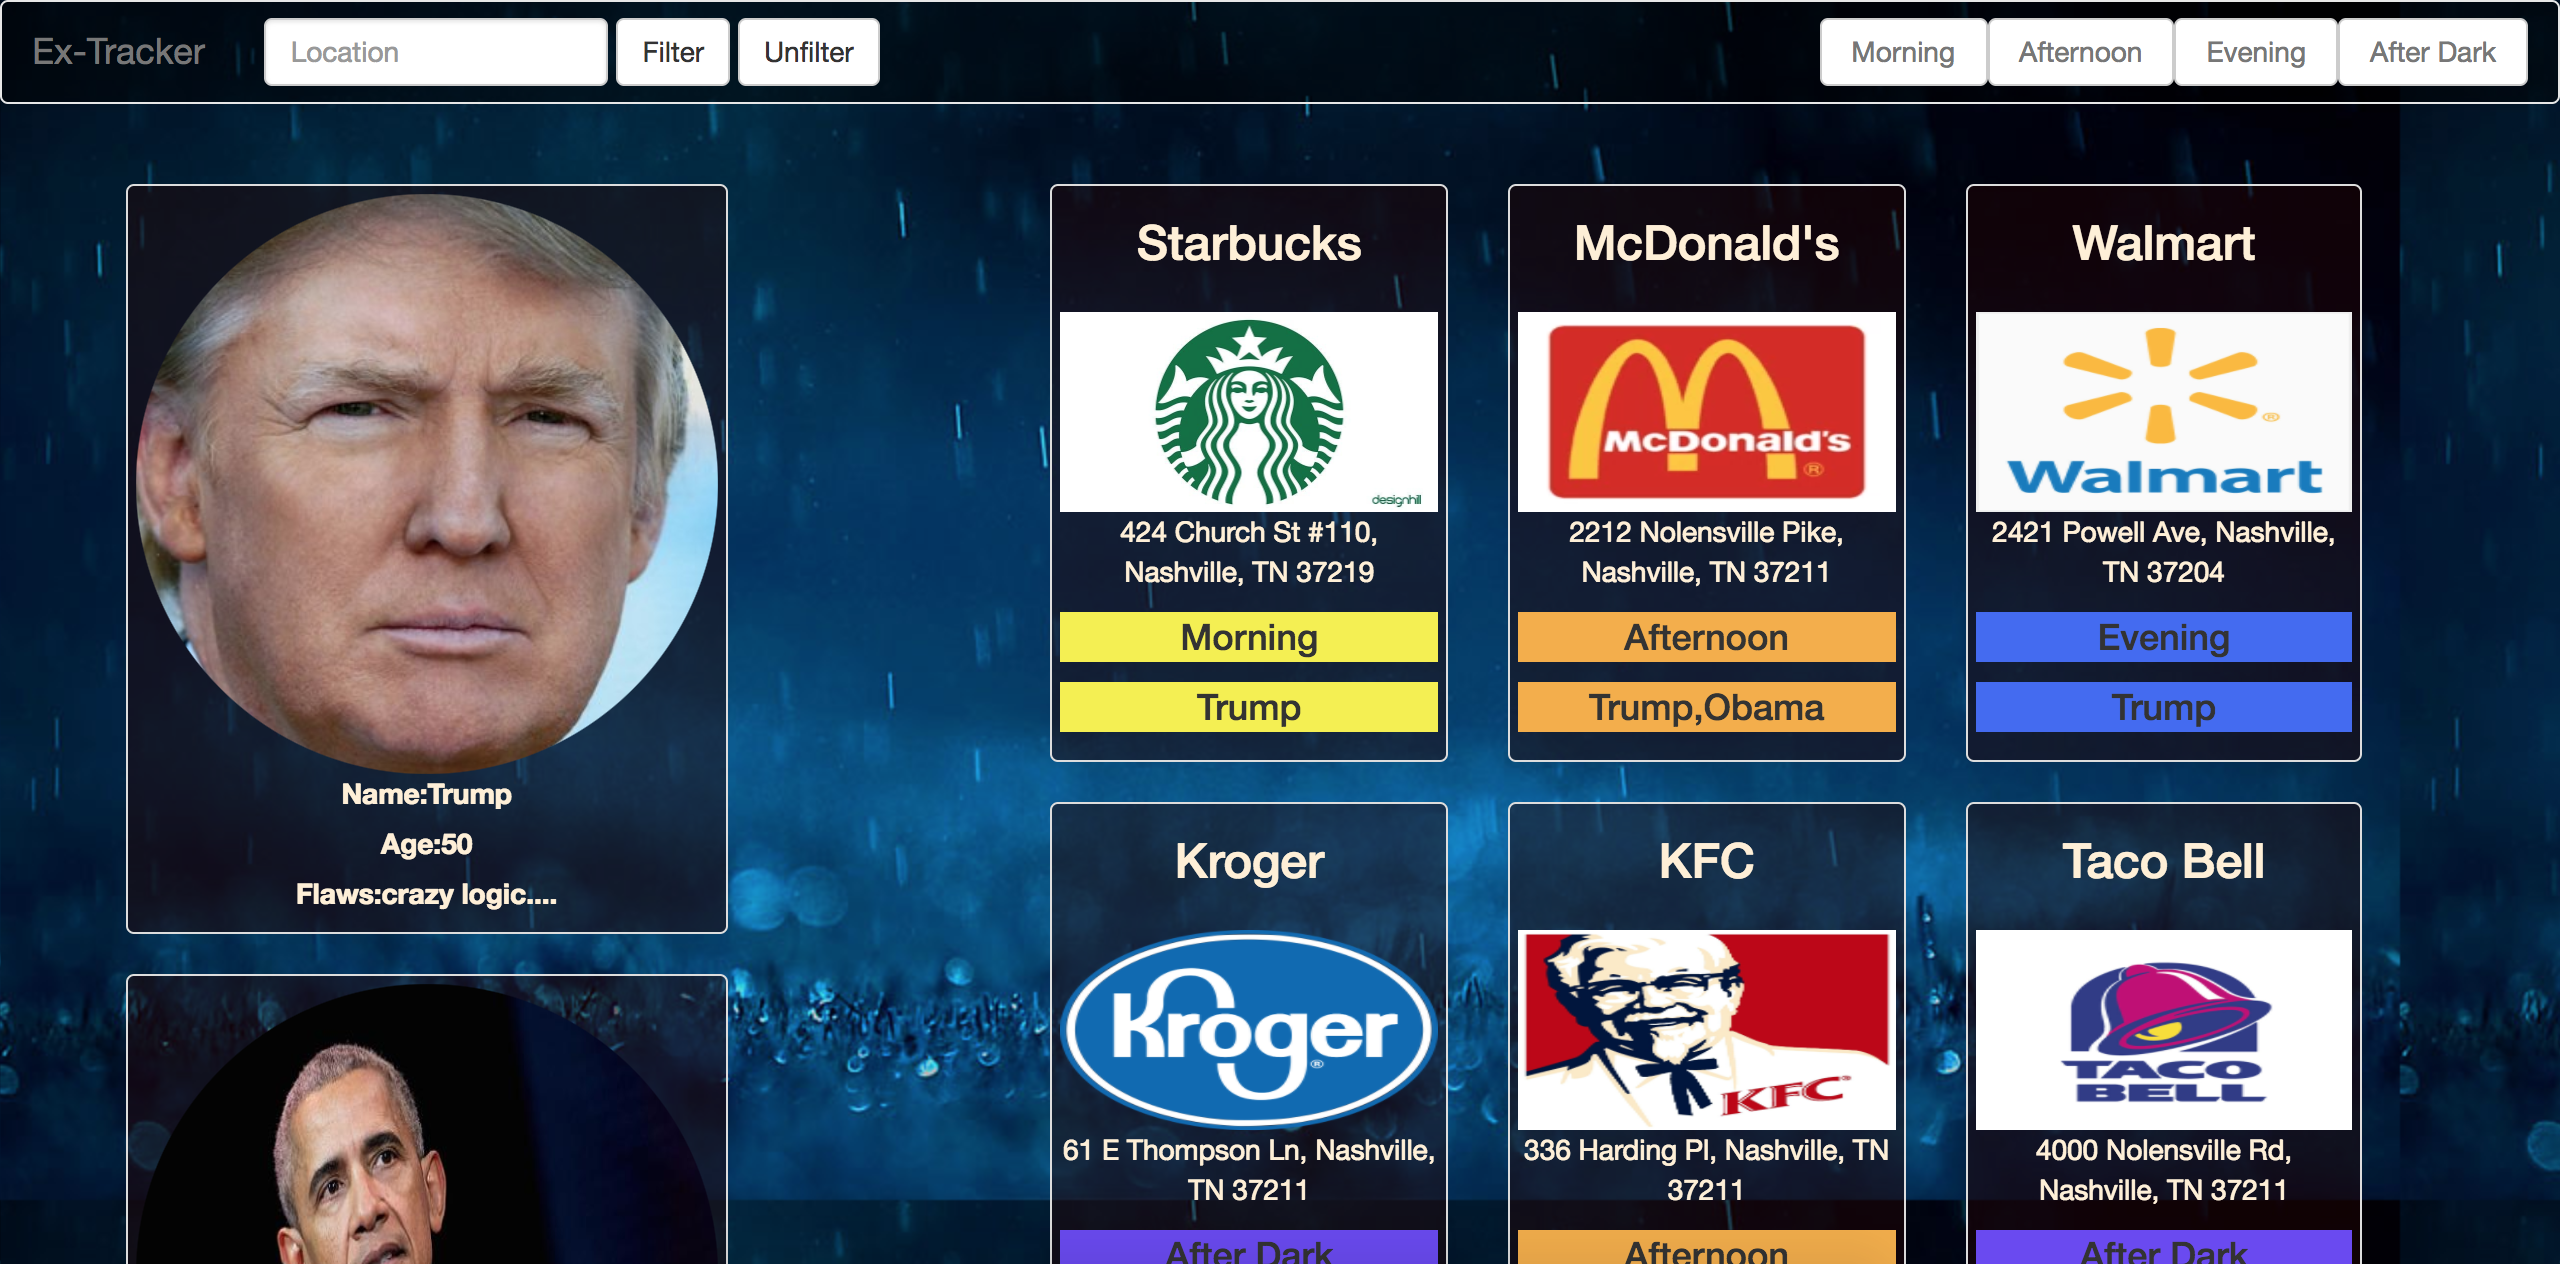 Ex-Tracker
Location
Filter
Unfilter
Morning
Afternoon
Evening
After Dark
Name:Trump
Age:50
Flaws:crazy logic....
Starbucks
designhill
424 Church St #110,
Nashville, TN 37219
Morning
Trump
McDonald's
McDonald's
®
2212 Nolensville Pike,
Nashville, TN 37211
Afternoon
Trump,Obama
Walmart
®
Walmart
2421 Powell Ave, Nashville,
TN 37204
Evening
Trump
Kroger
Kroger
®
61 E Thompson Ln, Nashville,
TN 37211
After Dark
KFC
KFC
336 Harding Pl, Nashville, TN
37211
Afternoon
Taco Bell
TACO
BELL
4000 Nolensville Rd,
Nashville, TN 37211
After Dark